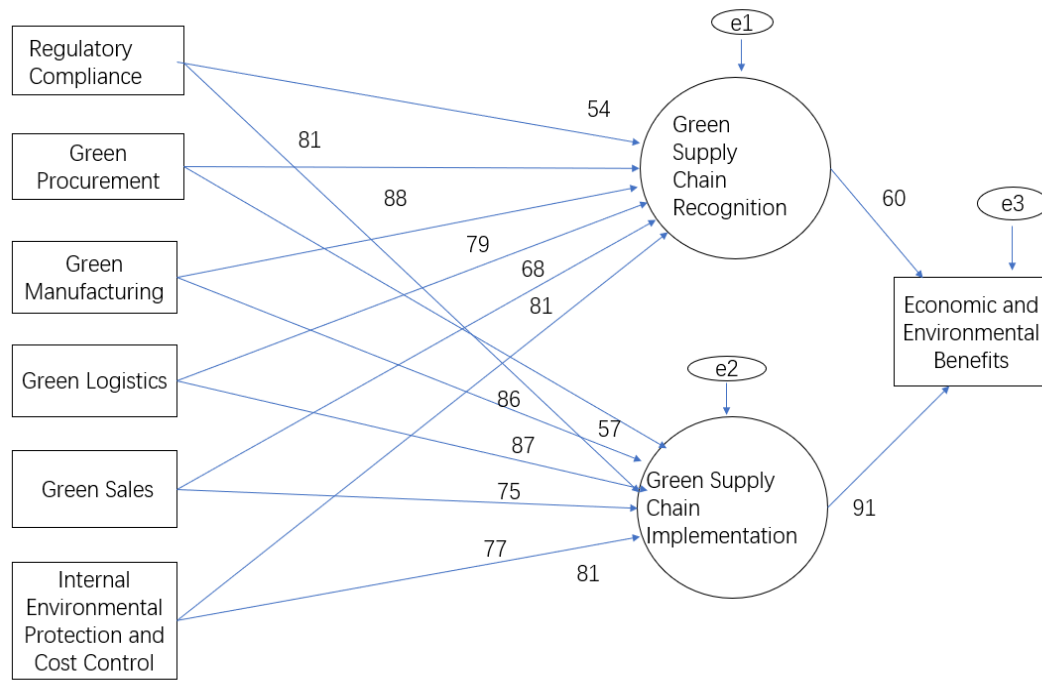 e1
Regulatory
Compliance
54
81
Green
Supply
Chain
Recognition
Green
Procurement
88
60
e3
79
Green
Manufacturing
68
81
Economic and
Environmental
Benefits
Green Logistics
e2
86
57
87
Green Sales
75
Green Supply
Chain
Implementation
91
77
81
Internal
Environmental
Protection and
Cost Control